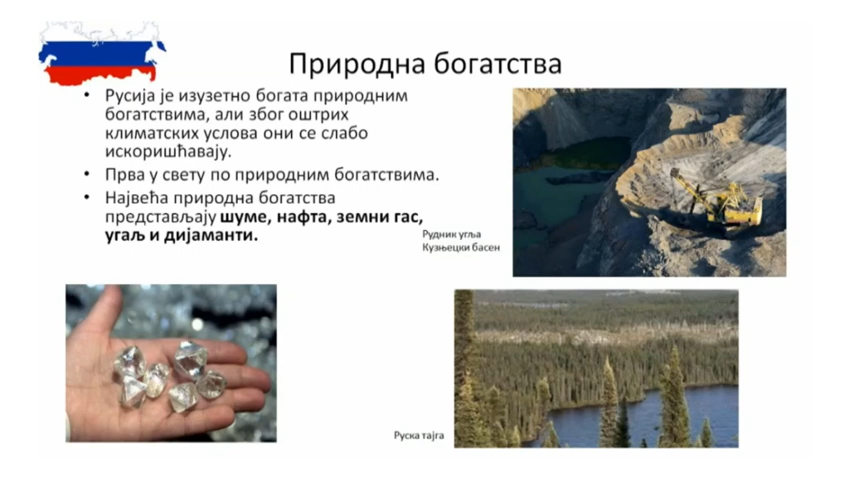 Природна богатства
• Русија је изузетно богата природним
богатствима, али због оштрих
климатских услова они се слабо
искоришћавају.
• Прва у свету по природним богатствима.
• Највећа природна богатства
представљају шуме, нафта, земни гас,
угаљ и дијаманти.
Рудник угља
Кузњецки басен
Руска тајга